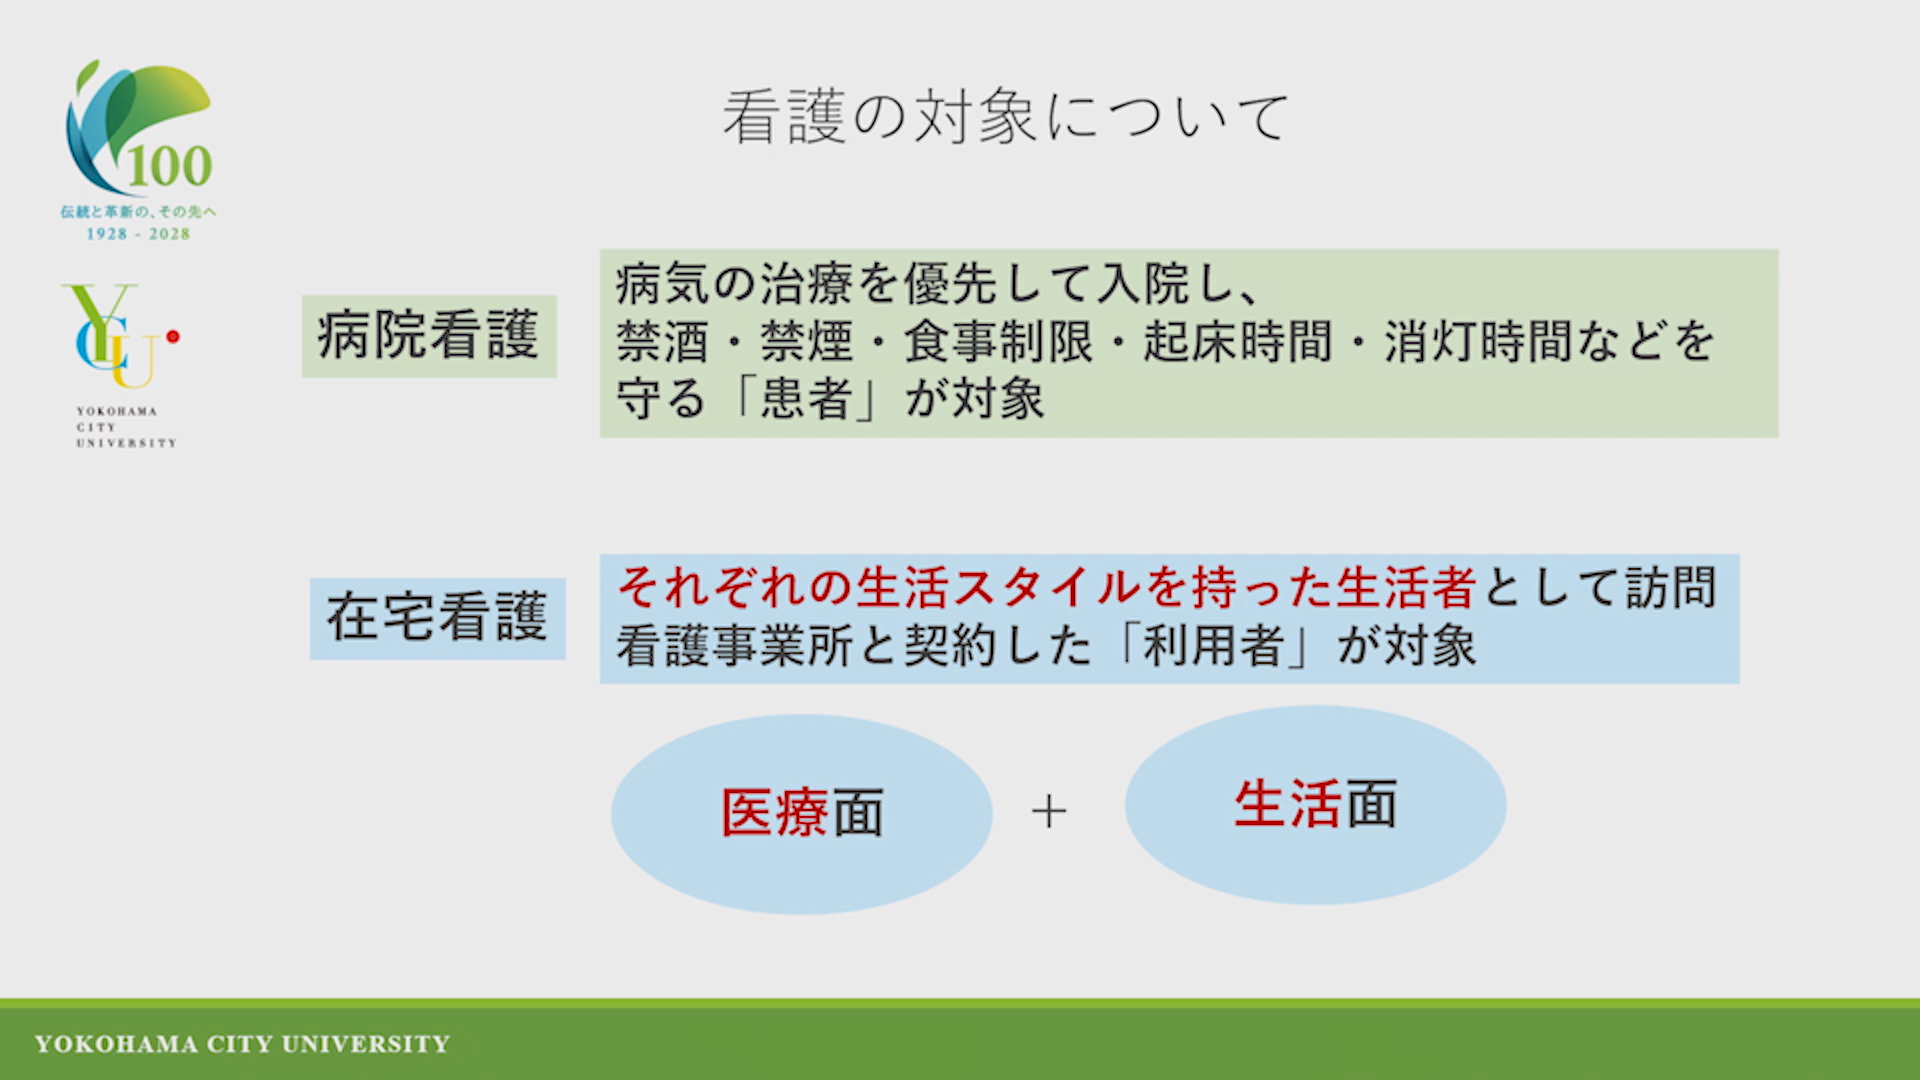 100
伝統と革新の、その先へ
1928 - 2028
YCU
YOKOHAMA
CITY
UNIVERSITY
看護の対象について
病院看護
病気の治療を優先して入院し、
禁酒・禁煙・食事制限・起床時間・消灯時間などを
守る「患者」が対象
在宅看護
それぞれの生活スタイルを持った生活者として訪問
看護事業所と契約した「利用者」が対象
医療面
+
生活面
YOKOHAMA CITY UNIVERSITY